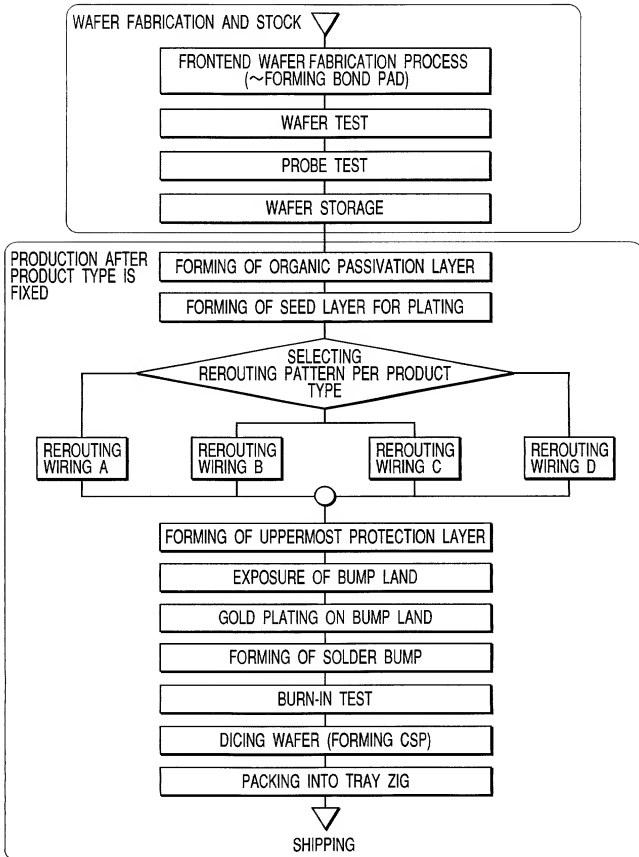 WAFER FABRICATION AND STOCK
FRONTEND WAFER FABRICATION PROCESS
(~FORMING BOND PAD)
WAFER TEST
PROBE TEST
WAFER STORAGE
PRODUCTION AFTER
PRODUCT TYPE IS
FIXED
FORMING OF ORGANIC PASSIVATION LAYER
FORMING OF SEED LAYER FOR PLATING
SELECTING
REROUTING PATTERN PER PRODUCT
TYPE
REROUTING
WIRING A
REROUTING
WIRING B
REROUTING
WIRING C
REROUTING
WIRING D
FORMING OF UPPERMOST PROTECTION LAYER
EXPOSURE OF BUMP LAND
GOLD PLATING ON BUMP LAND
FORMING OF SOLDER BUMP
BURN-IN TEST
DICING WAFER (FORMING CSP)
PACKING INTO TRAY ZIG
SHIPPING